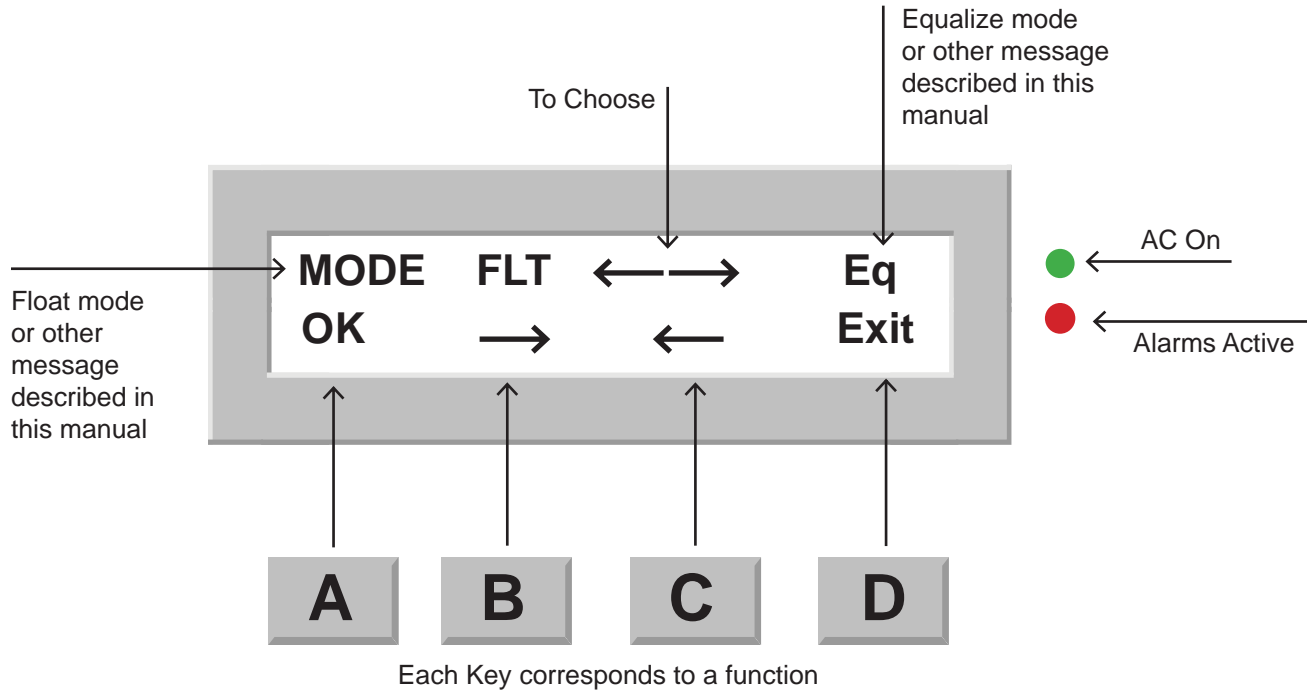 Equalize mode
or other message
described in this
manual
To Choose
MODE FLT ←→ Eq
OK → ← Exit
AC On
Alarms Active
Float mode
or other
message
described in
this manual
A B C D
Each Key corresponds to a function